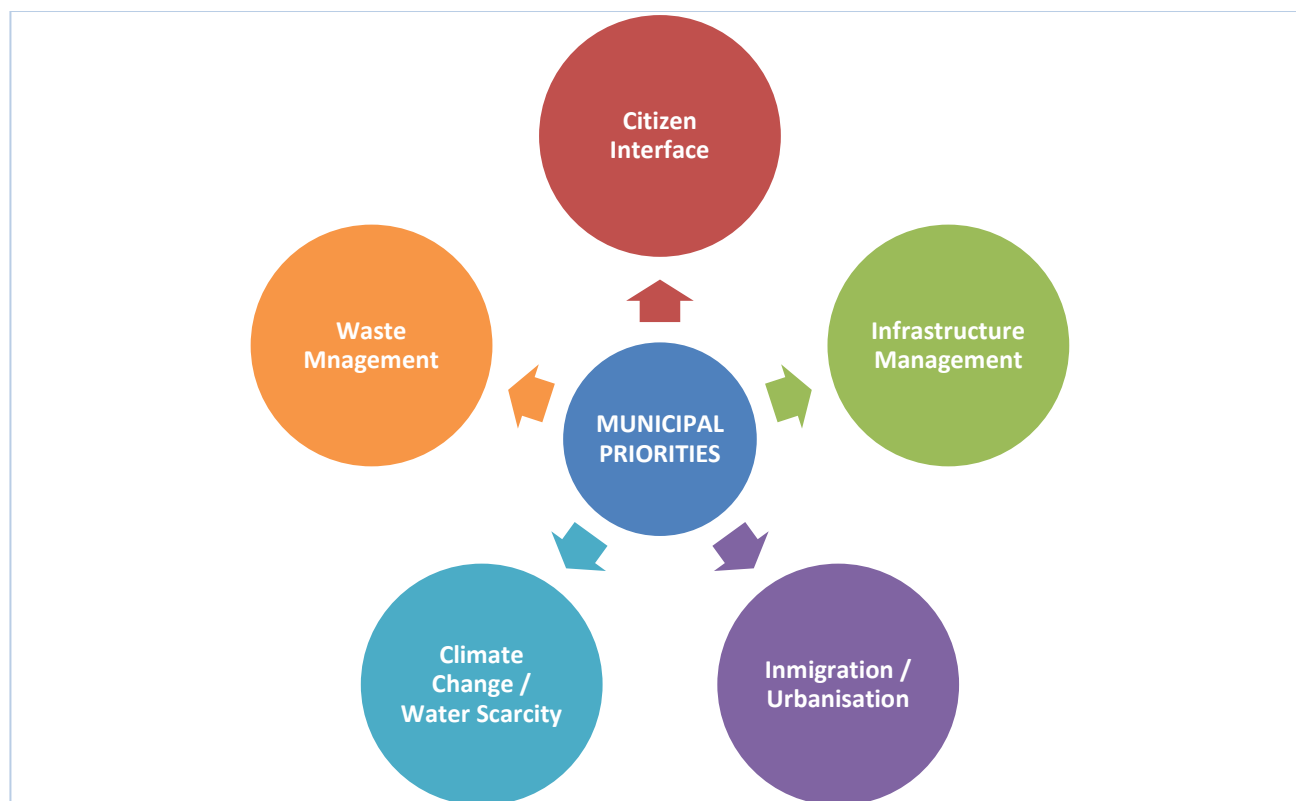 Citizen
Interface
Infrastructure
Management
Inmigration /
Urbanisation
Climate
Change /
Water Scarcity
Waste
Mnagement
MUNICIPAL
PRIORITIES